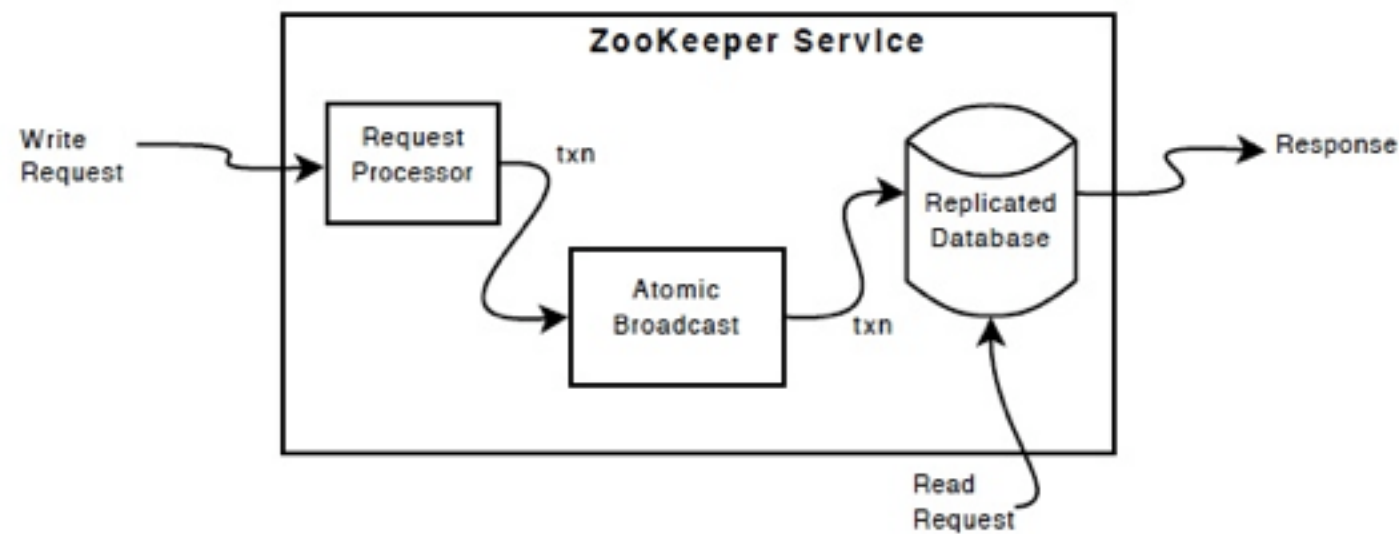 ZooKeeper Service
Write
Request
Request
Processor
txn
Atomic
Broadcast
txn
Replicated
Database
Response
Read
Request